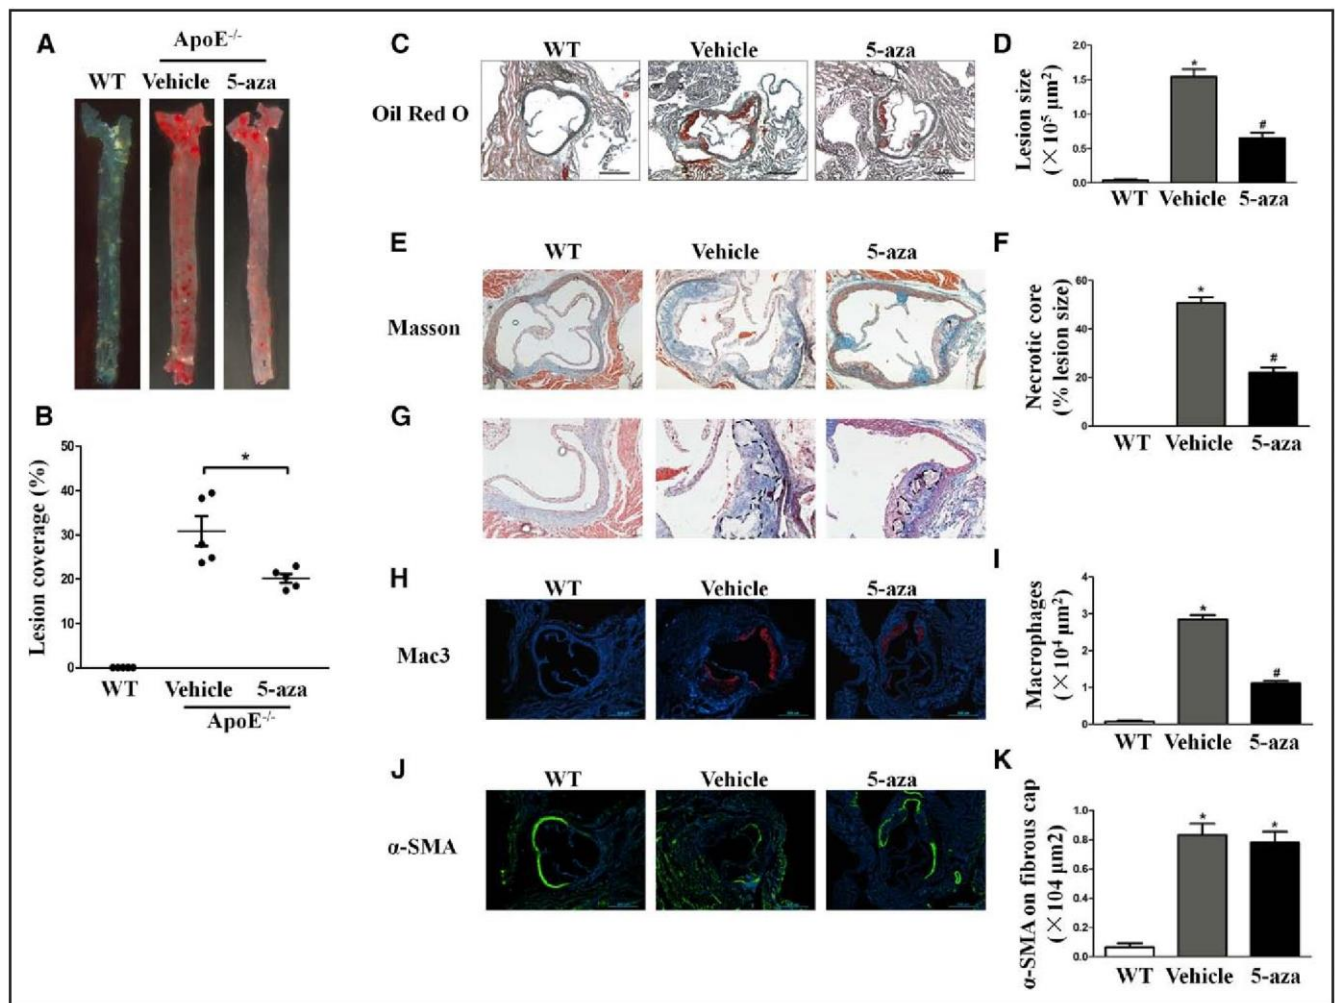 A
ApoE-/-
WT Vehicle 5-aza
B
Lesion coverage (%)
50
40
30
20
10
0
*
WT Vehicle 5-aza
ApoE-/-
C
WT Vehicle 5-aza
Oil Red O
D
Lesion size
(×10⁵ μm²)
2.0
1.5
1.0
0.5
0.0
*
#
WT Vehicle 5-aza
E
WT Vehicle 5-aza
Masson
F
Necrotic core
(% lesion size)
60
40
20
0
*
#
WT Vehicle 5-aza
G
H
WT Vehicle 5-aza
Mac3
I
Macrophages
(×10⁴ μm²)
4
3
2
1
0
*
#
WT Vehicle 5-aza
J
WT Vehicle 5-aza
α-SMA
K
α-SMA on fibrous cap
(×104 μm2)
1.0
0.8
0.6
0.4
0.2
0.0
*
*
WT Vehicle 5-aza